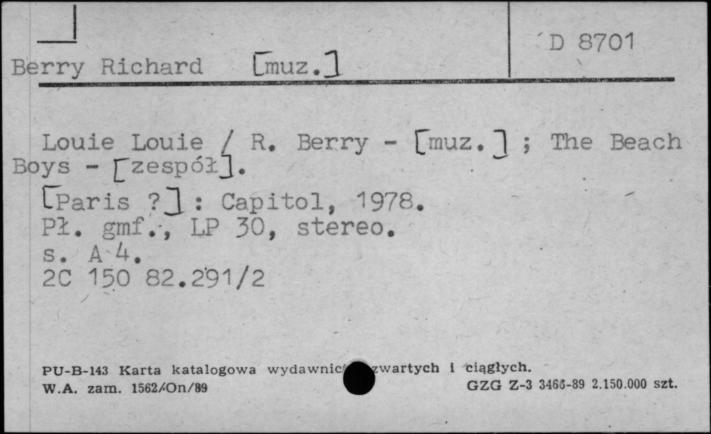 D 8701
Berry Richard [muz.]
Louie Louie / R. Berry - [muz.] ; The Beach
Boys - [zespół].
[Paris ?] : Capitol, 1978.
Pł. gmf., LP 30, stereo.
s. A 4.
2C 150 82.291/2
PU-B-143 Karta katalogowa wydawnic zwartych i ciągłych.
W.A. zam. 1562/On/89 GZG Z-3 3465-89 2.150.000 szt.